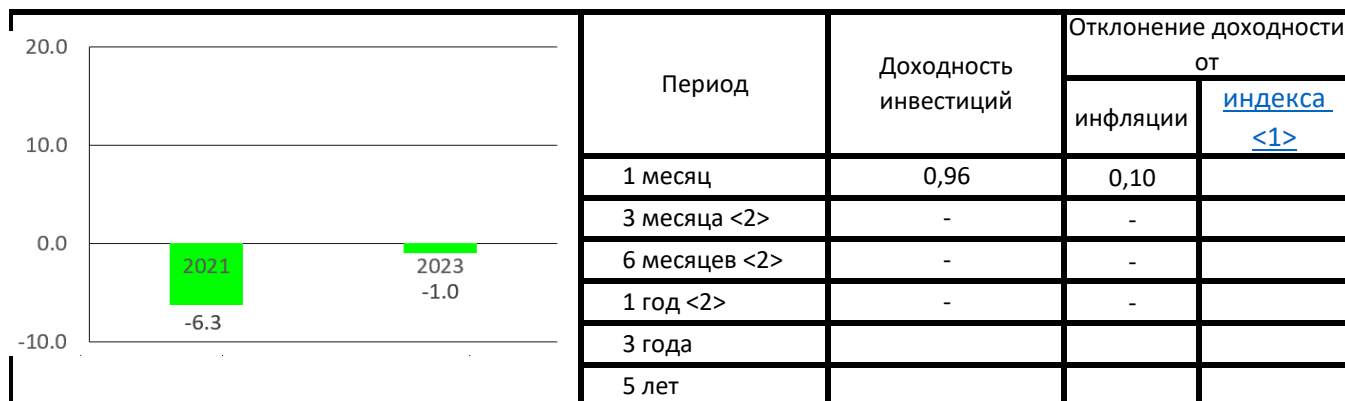 20.0
10.0
0.0
-10.0
2021
-6.3
2023
-1.0
Период
Доходность
инвестиций
Отклонение доходности
от
инфляции
индекса
<1>
1 месяц 0,96 0,10
3 месяца <2> - -
6 месяцев <2> - -
1 год <2> - -
3 года
5 лет